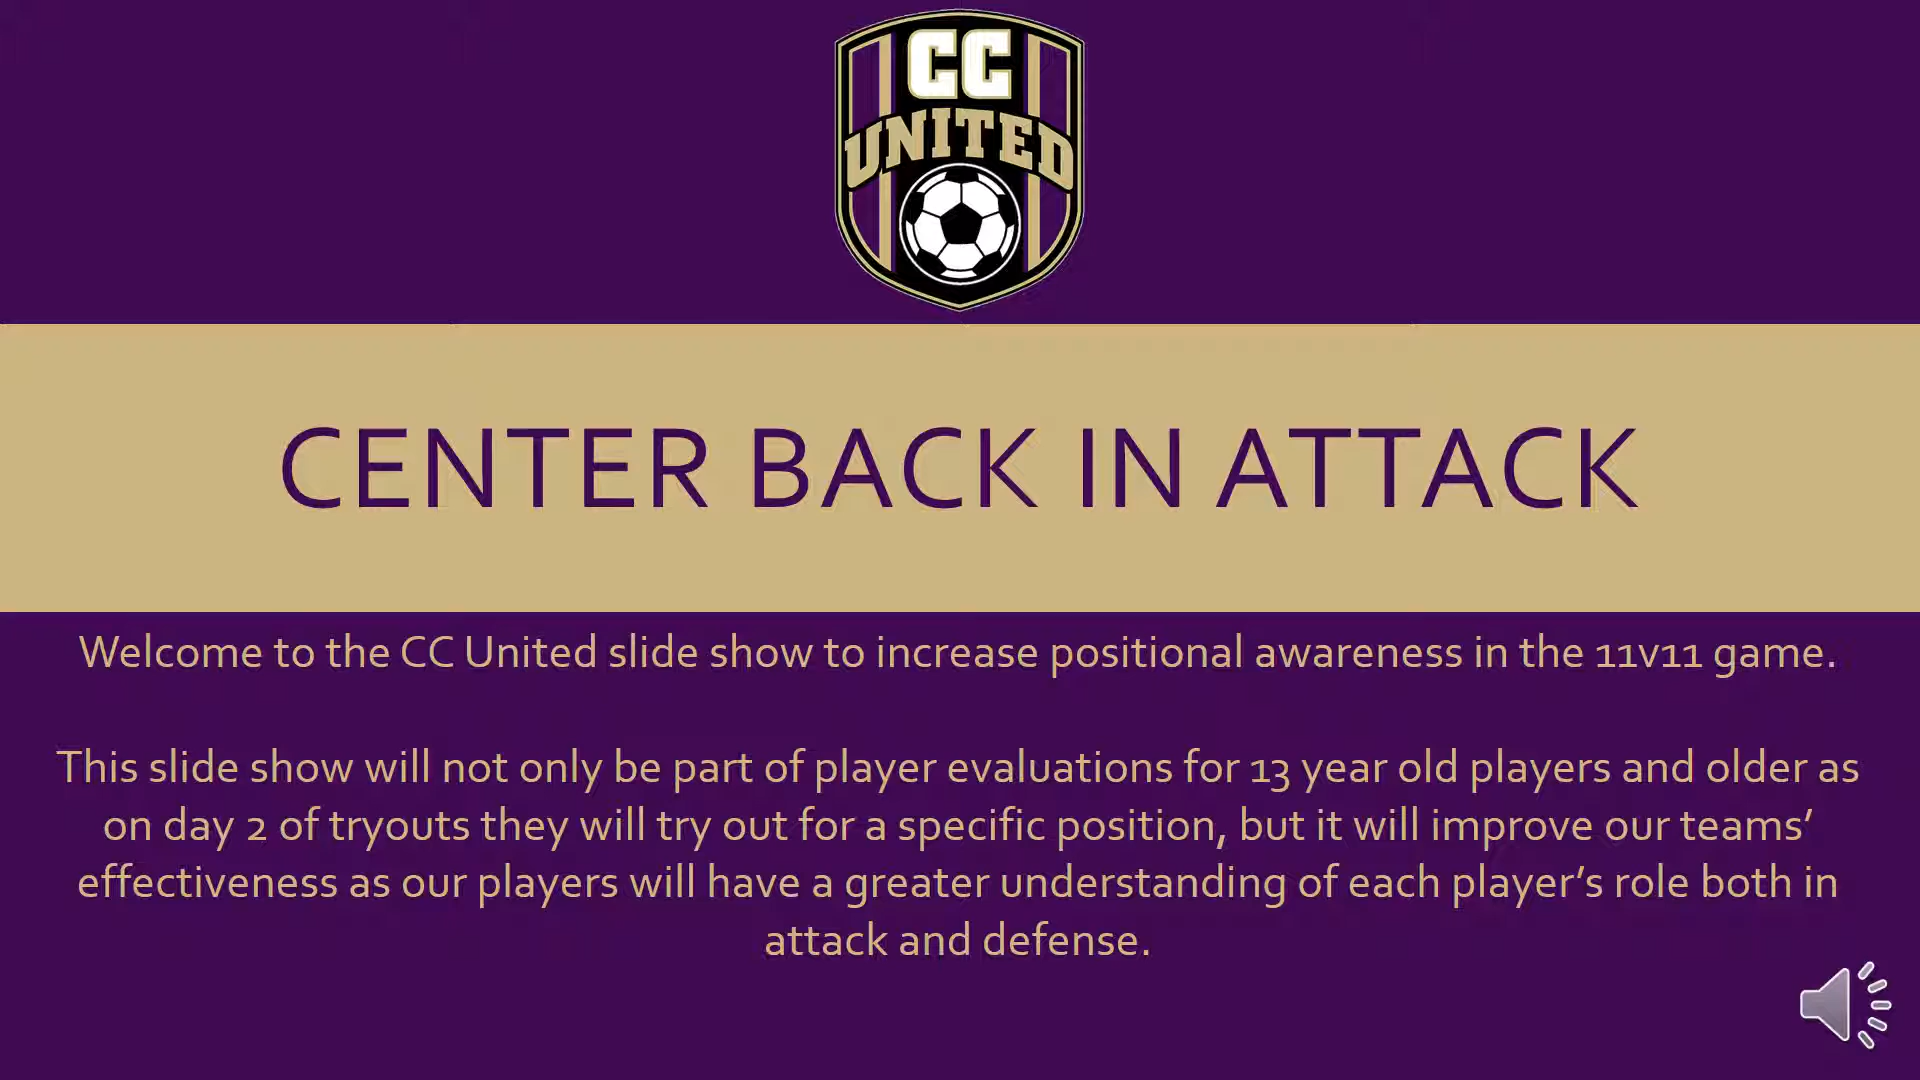 CC
UNITED
CENTER BACK IN ATTACK
Welcome to the CC United slide show to increase positional awareness in the 11v11 game.
This slide show will not only be part of player evaluations for 13 year old players and older as
on day 2 of tryouts they will try out for a specific position, but it will improve our teams’
effectiveness as our players will have a greater understanding of each player’s role both in
attack and defense.